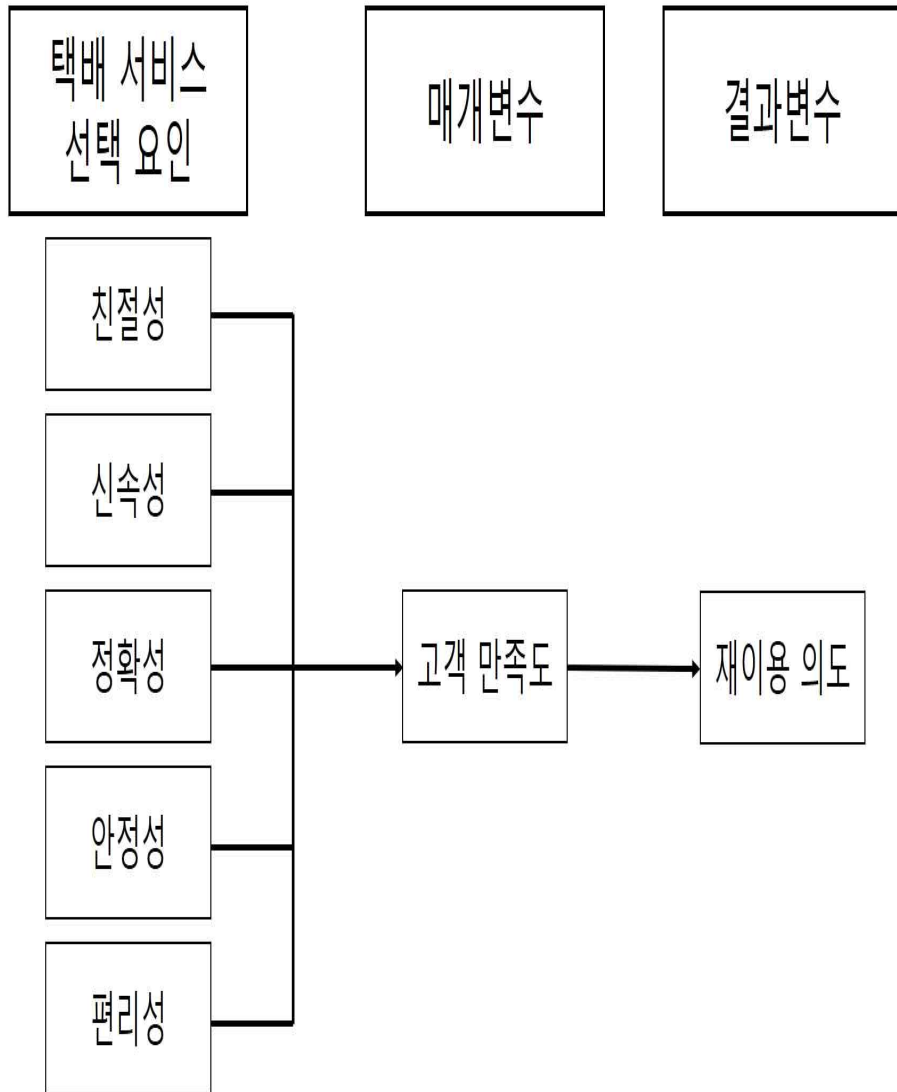 택배 서비스
선택 요인
매개변수
결과변수
친절성
신속성
정확성
고객 만족도
재이용 의도
안정성
편리성